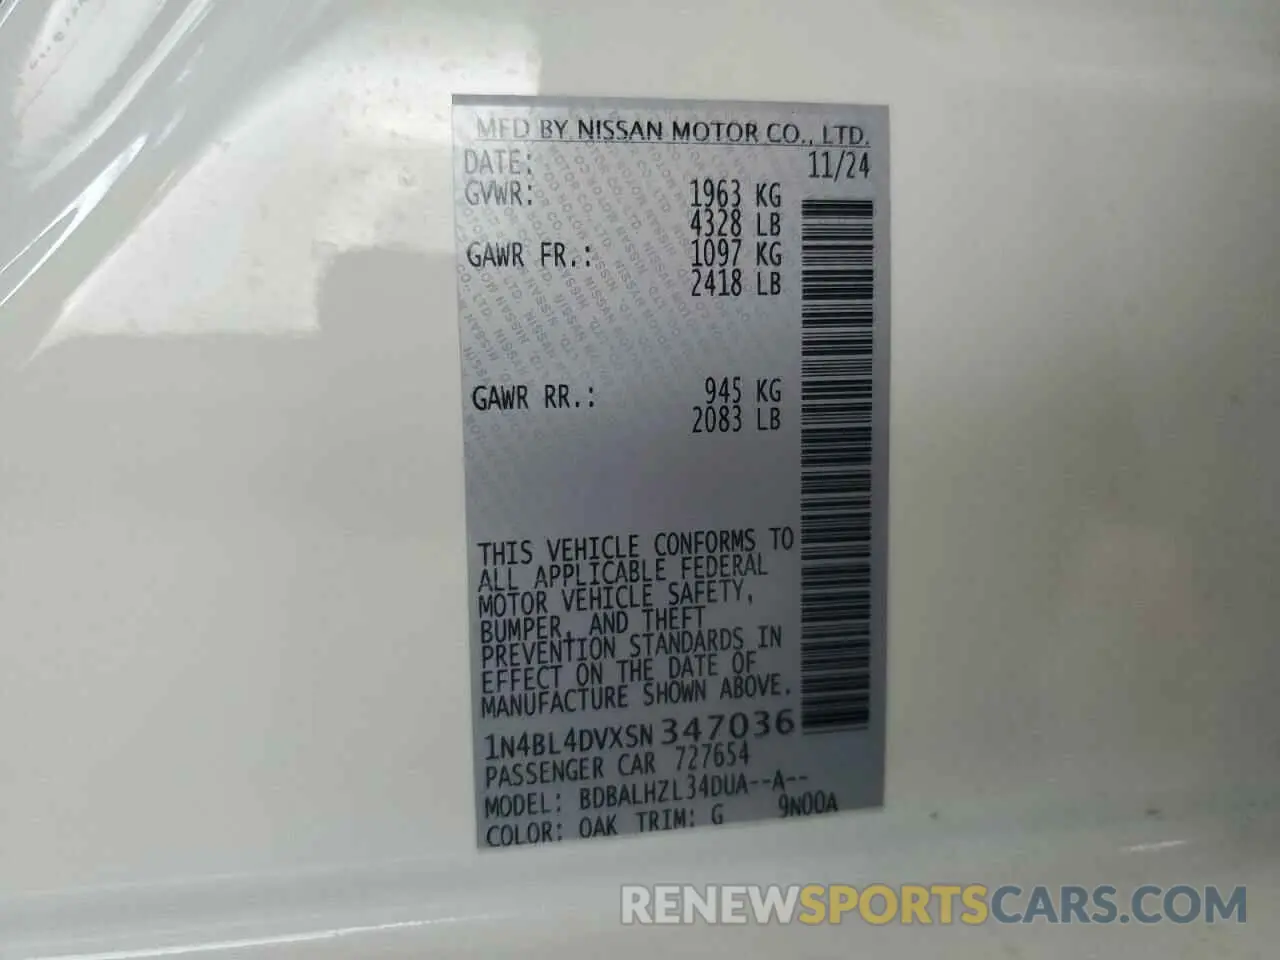 MFD BY NISSAN MOTOR CO., LTD.
DATE: 11/24
GVWR: 1963 KG
4328 LB
GAWR FR.: 1097 KG
2418 LB
GAWR RR.: 945 KG
2083 LB
THIS VEHICLE CONFORMS TO
ALL APPLICABLE FEDERAL
MOTOR VEHICLE SAFETY,
BUMPER, AND THEFT
PREVENTION STANDARDS IN
EFFECT ON THE DATE OF
MANUFACTURE SHOWN ABOVE.
1N4BL4DVXSN347036
PASSENGER CAR 727654
MODEL: BDBALHZL34DUA--A--
COLOR: OAK TRIM: G 9N00A
RENEWSPORTSCARS.COM